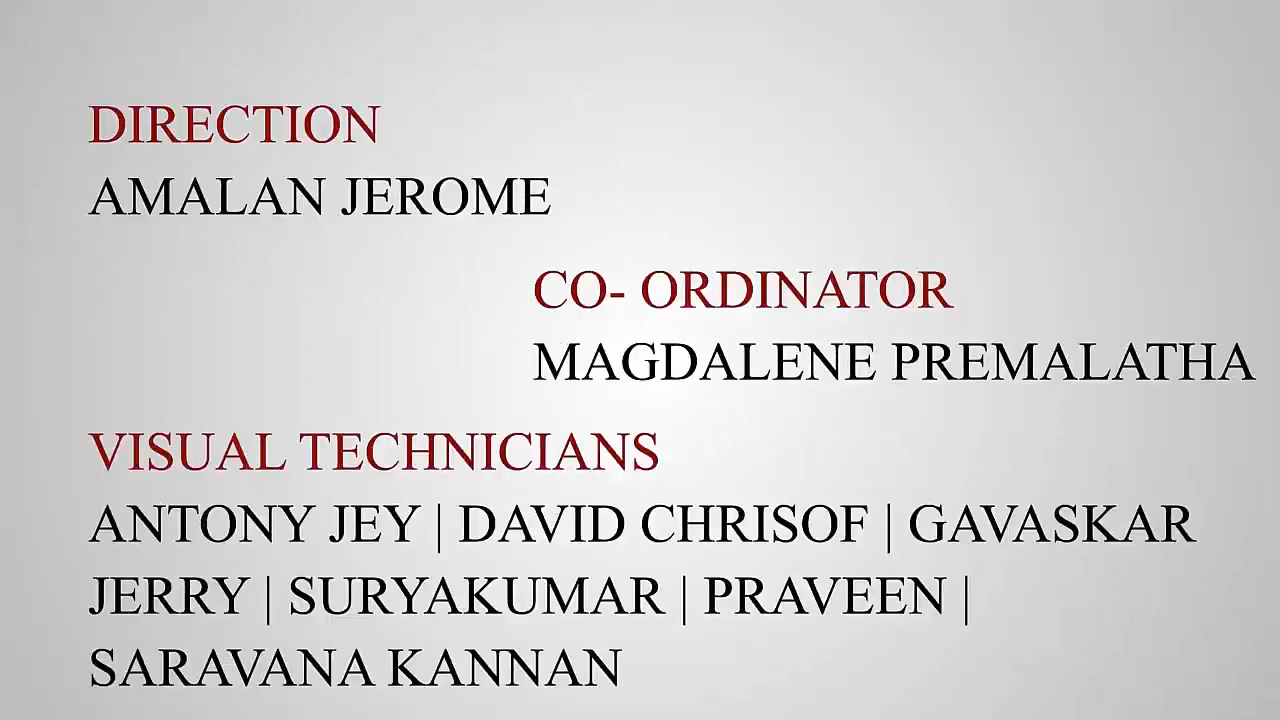 DIRECTION
AMALAN JEROME
CO- ORDINATOR
MAGDALENE PREMALATHA
VISUAL TECHNICIANS
ANTONY JEY | DAVID CHRISOF | GAVASKAR
JERRY | SURYAKUMAR | PRAVEEN |
SARAVANA KANNAN